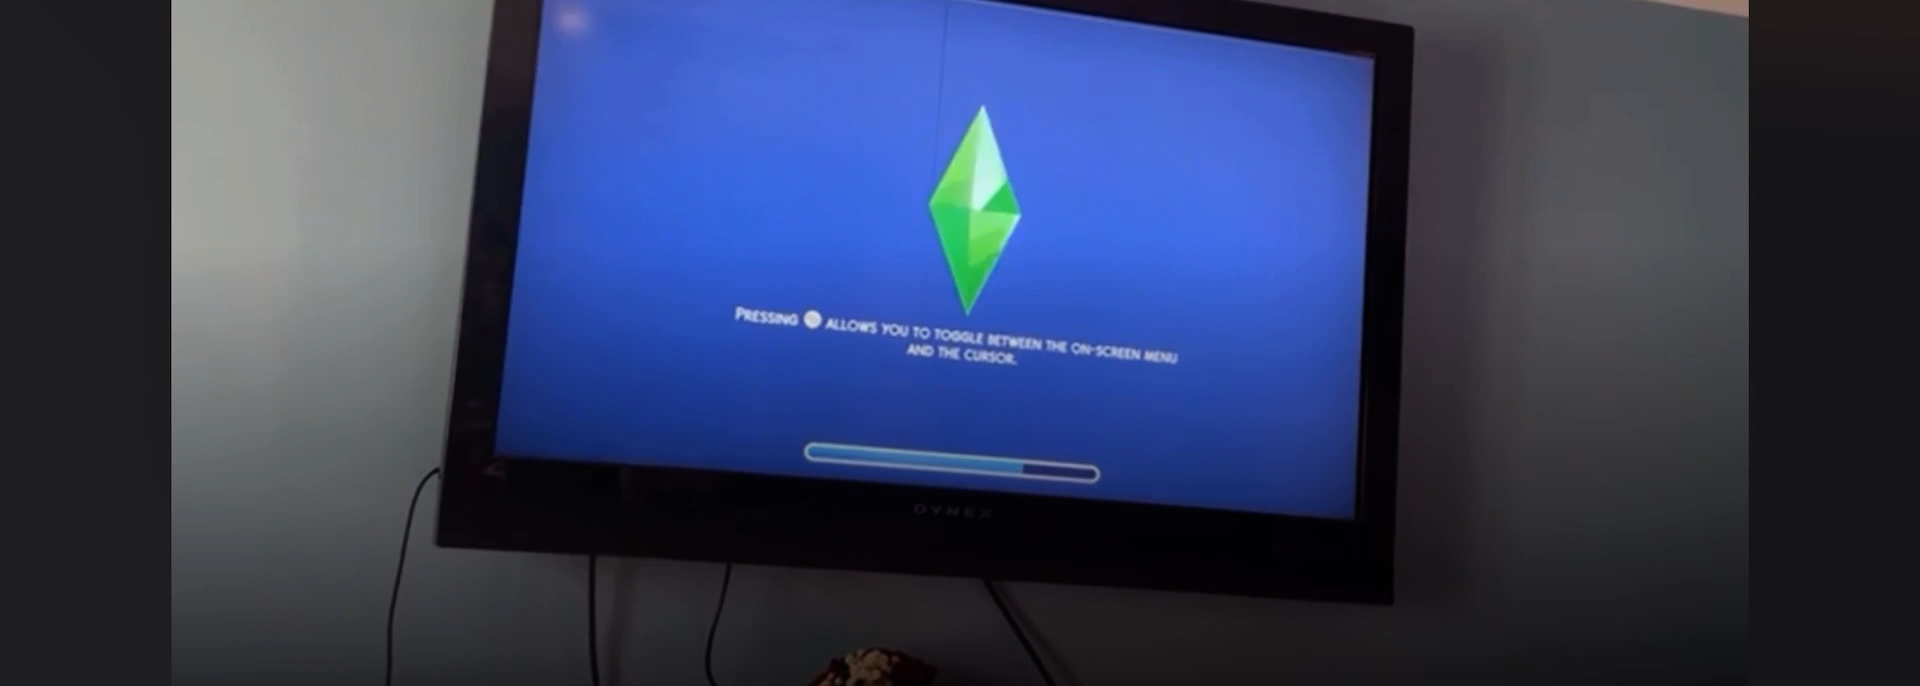 PRESSING ALLOWS YOU TO TOGGLE BETWEEN THE ON-SCREEN MENU
AND THE CURSOR.
DYNEX